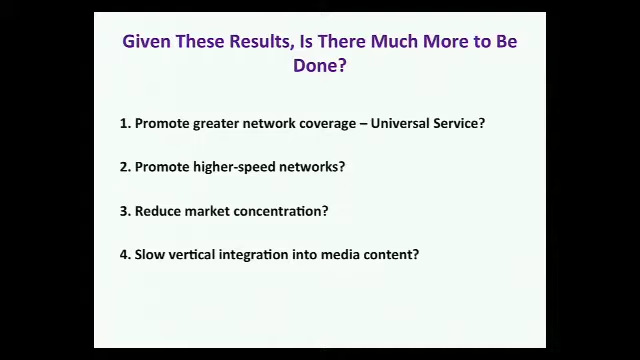 Given These Results, Is There Much More to Be
Done?
1. Promote greater network coverage – Universal Service?
2. Promote higher-speed networks?
3. Reduce market concentration?
4. Slow vertical integration into media content?